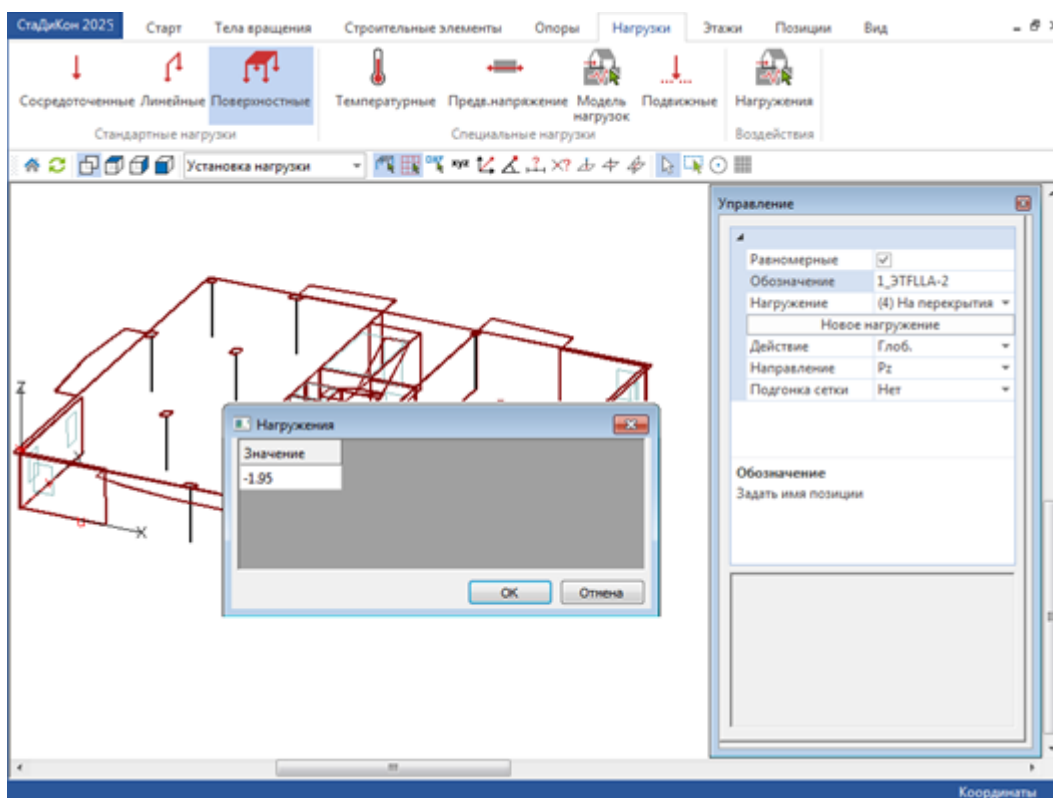 СтаДиКон 2025 Старт Тела вращения Строительные элементы Опоры Нагрузки Этажи Позиции Вид
Сосредоточенные Линейные Поверхностные Температурные Предв.напряжение Модель нагрузок Подвижные Нагружения
Стандартные нагрузки Специальные нагрузки Воздействия
Установка нагрузки
Управление
Равномерные
Обозначение 1_ЭТFLLA-2
Нагружение (4) На перекрытия
Новое нагружение
Действие Глоб.
Направление Pz
Подгонка сетки Нет
Z
X
Нагружения
Значение
-1.95
OK Отмена
Обозначение
Задать имя позиции
Координаты